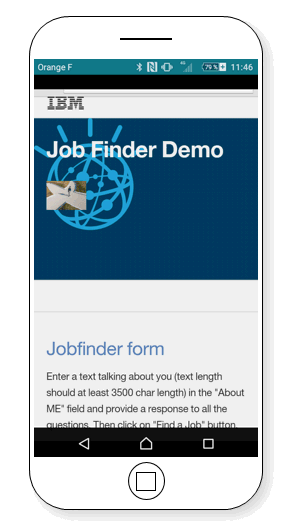 Orange F 4G 79% 11:46
IBM
Job Finder Demo
Jobfinder form
Enter a text talking about you (text length
should at least 3500 char length) in the "About
ME" field and provide a response to all the
questions. Then click on "Find a Job" button.